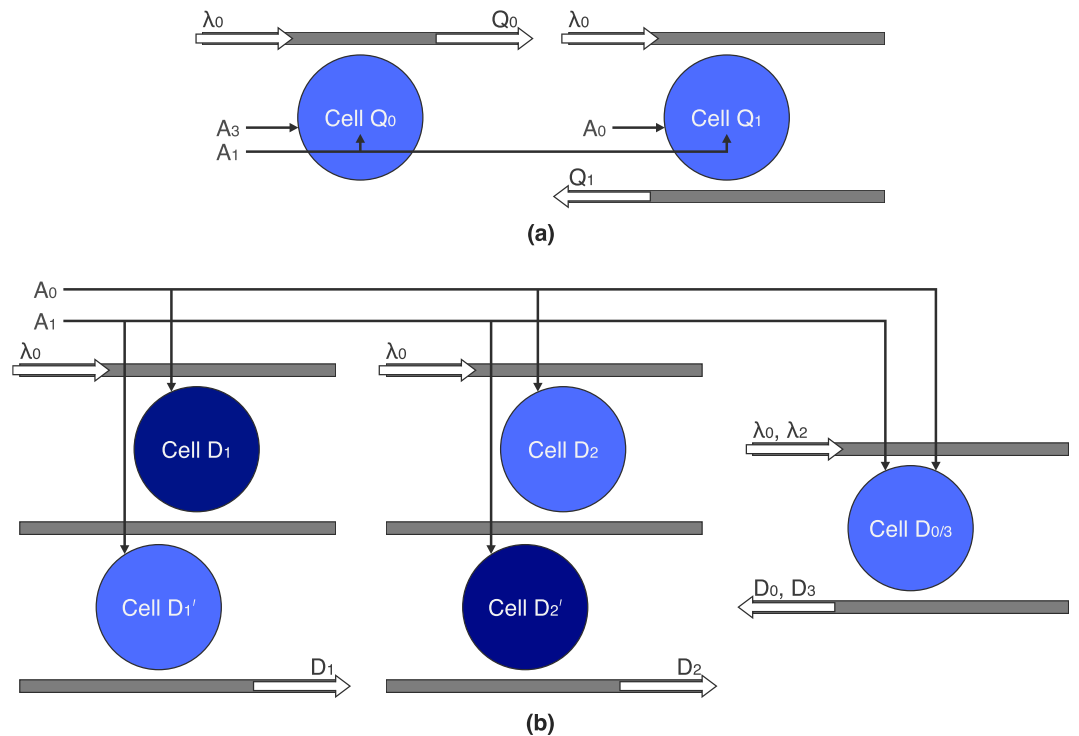 λ₀ Q₀ λ₀
Cell Q₀ Cell Q₁
A₃ A₀
A₁
Q₁
(a)
A₀
A₁
λ₀ λ₀
Cell D₁ Cell D₂
λ₀, λ₂
Cell D₀/₃
D₀, D₃
Cell D₁′ Cell D₂′
D₁ D₂
(b)